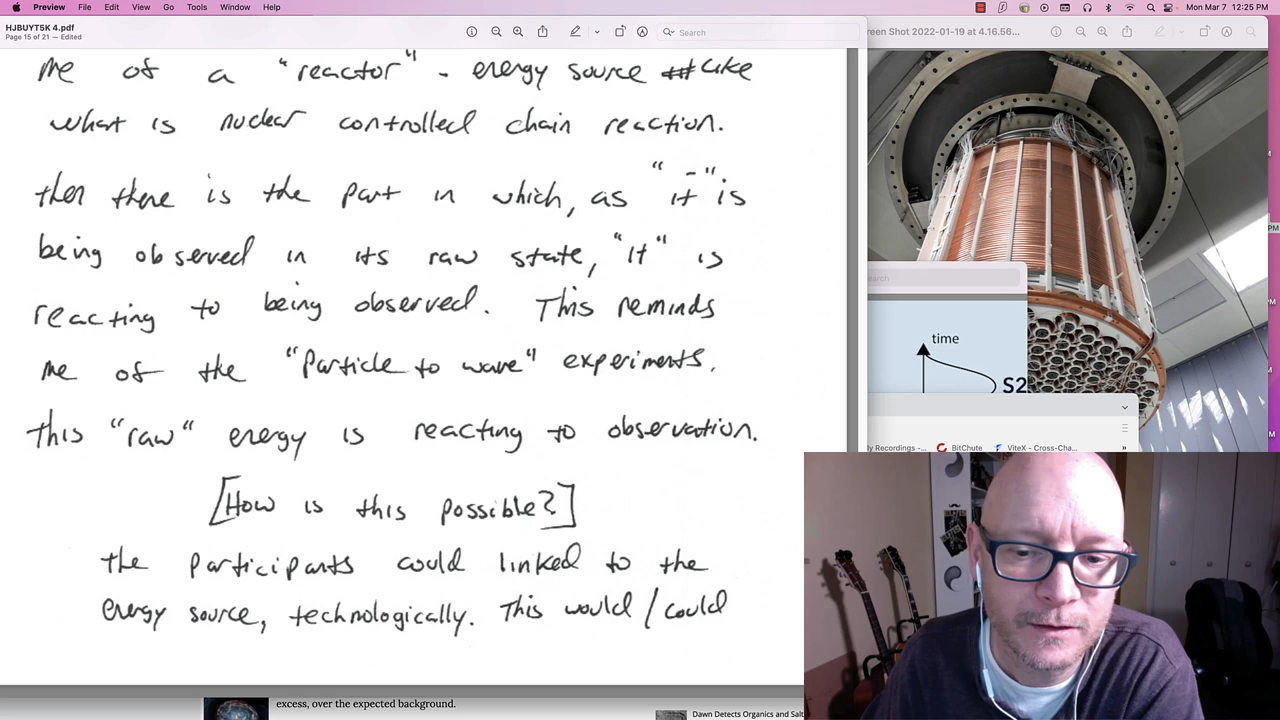 Preview File Edit View Go Tools Window Help
Mon Mar 7 12:25 PM
HJBUYT5K 4.pdf
Page 15 of 21 — Edited
Search
reen Shot 2022-01-19 at 4.16.56...
me of a "reactor" - energy source like
what is nuclear controlled chain reaction.
then there is the part in which, as "it" is
being observed in its raw state, "It" is
reacting to being observed. This reminds
me of the "Particle to wave" experiments.
this "raw" energy is reacting to observation.
[How is this possible?]
the participants could linked to the
energy source, technologically. This would / could
earch
time
S2
ly Recordings -...
BitChute
ViteX - Cross-Cha...
»
PM
excess, over the expected background.
Dawn Detects Organics and Salt